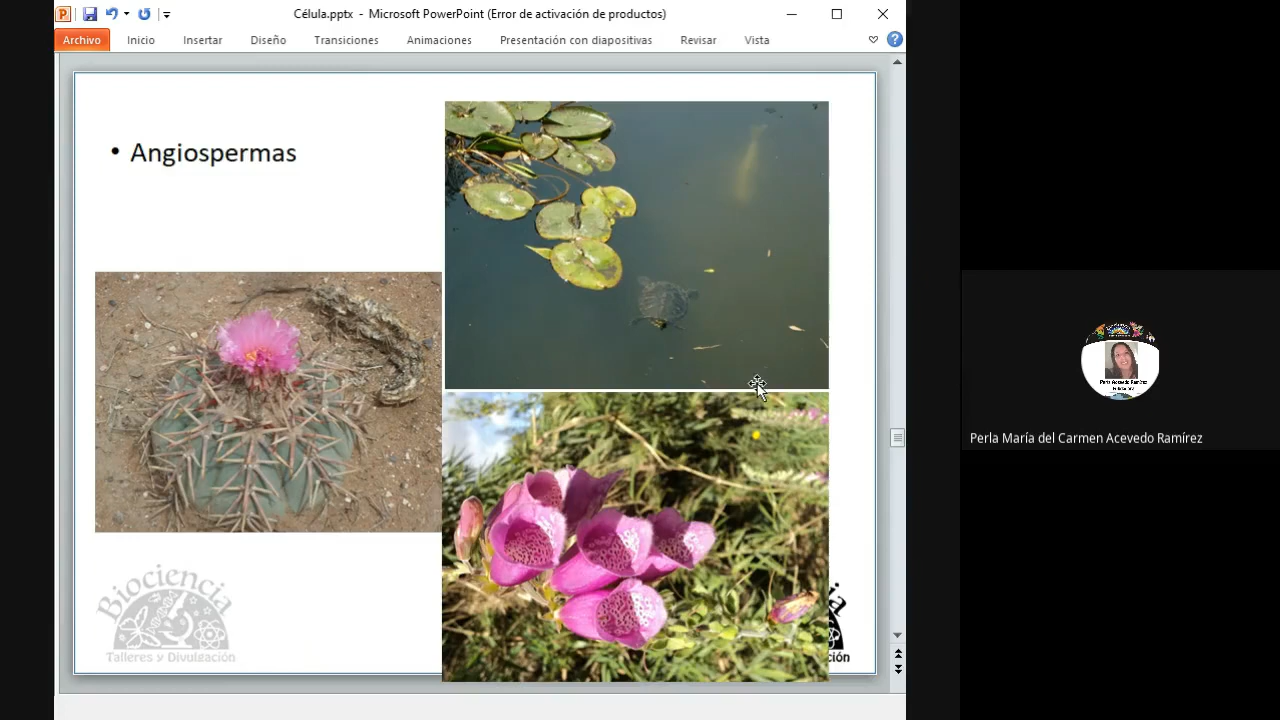 Célula.pptx - Microsoft PowerPoint (Error de activación de productos)
Archivo Inicio Insertar Diseño Transiciones Animaciones Presentación con diapositivas Revisar Vista
• Angiospermas
Biociencia
Talleres y Divulgación
Perla María del Carmen Acevedo Ramírez